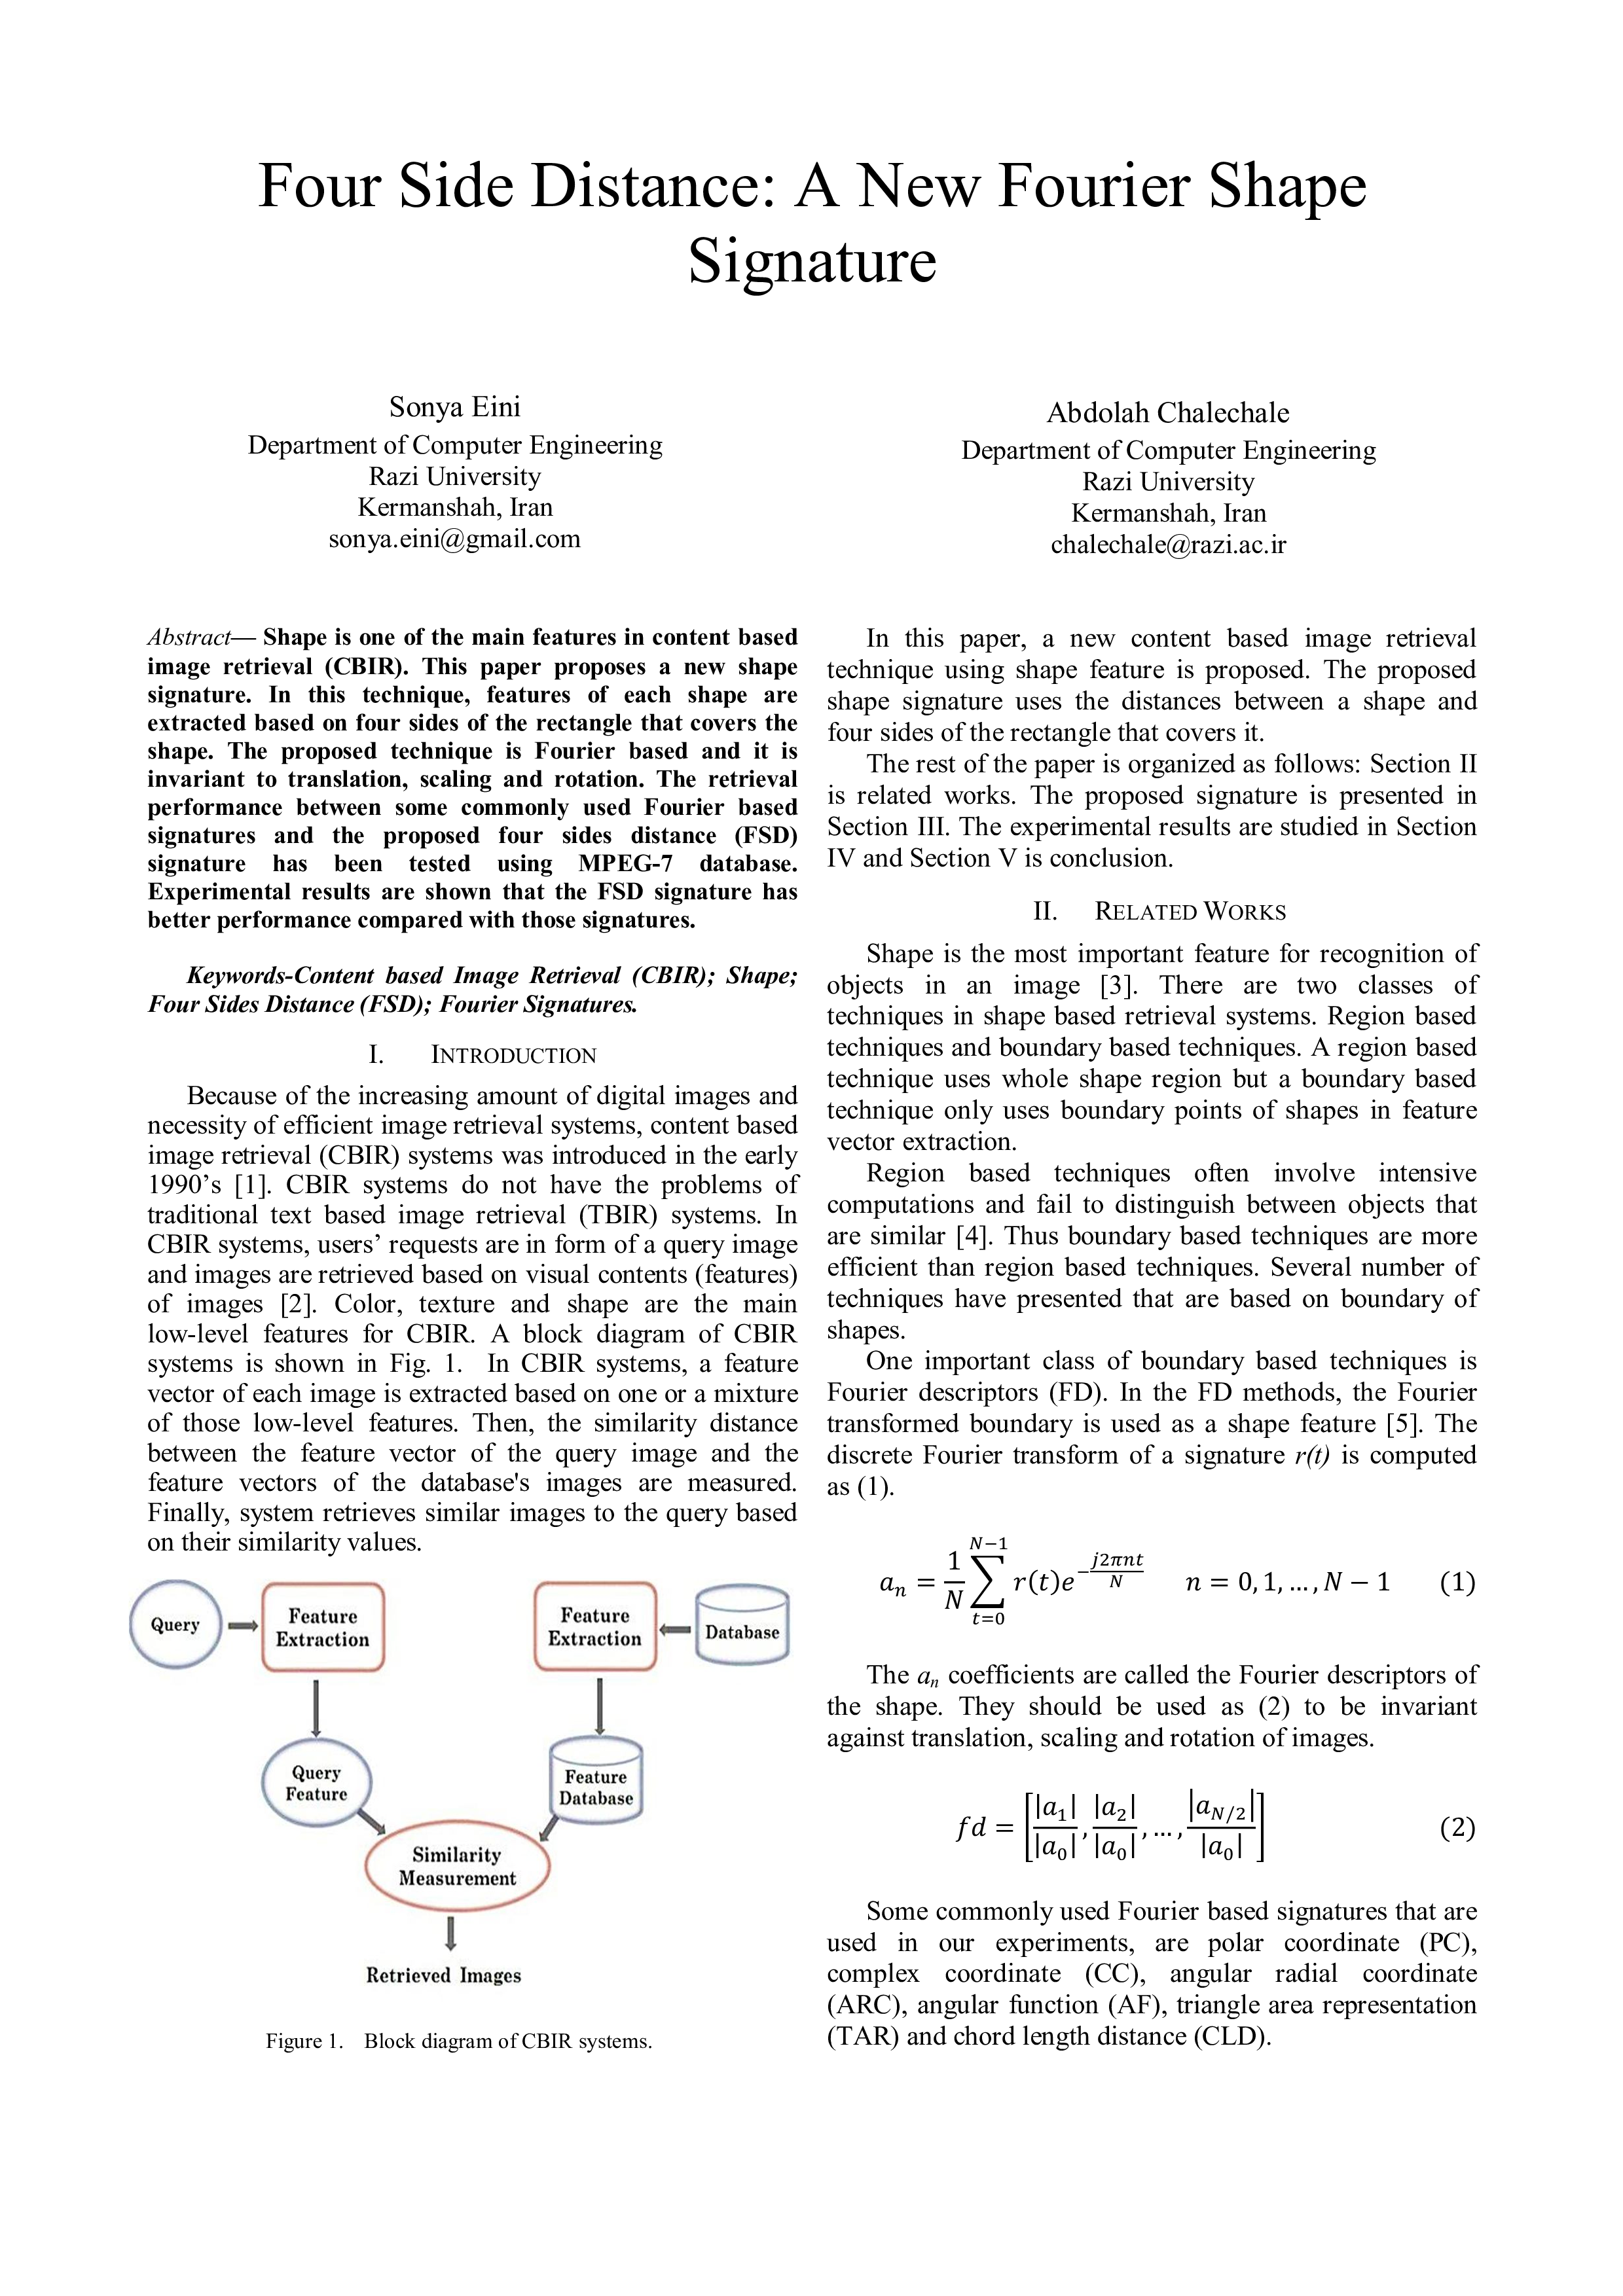 Four Side Distance: A New Fourier Shape
Signature
Sonya Eini
Department of Computer Engineering
Razi University
Kermanshah, Iran
sonya.eini@gmail.com
Abdolah Chalechale
Department of Computer Engineering
Razi University
Kermanshah, Iran
chalechale@razi.ac.ir
Abstract— Shape is one of the main features in content based
image retrieval (CBIR). This paper proposes a new shape
signature. In this technique, features of each shape are
extracted based on four sides of the rectangle that covers the
shape. The proposed technique is Fourier based and it is
invariant to translation, scaling and rotation. The retrieval
performance between some commonly used Fourier based
signatures and the proposed four sides distance (FSD)
signature has been tested using MPEG-7 database.
Experimental results are shown that the FSD signature has
better performance compared with those signatures.
Keywords-Content based Image Retrieval (CBIR); Shape;
Four Sides Distance (FSD); Fourier Signatures.
I. INTRODUCTION
Because of the increasing amount of digital images and
necessity of efficient image retrieval systems, content based
image retrieval (CBIR) systems was introduced in the early
1990’s [1]. CBIR systems do not have the problems of
traditional text based image retrieval (TBIR) systems. In
CBIR systems, users’ requests are in form of a query image
and images are retrieved based on visual contents (features)
of images [2]. Color, texture and shape are the main
low-level features for CBIR. A block diagram of CBIR
systems is shown in Fig. 1. In CBIR systems, a feature
vector of each image is extracted based on one or a mixture
of those low-level features. Then, the similarity distance
between the feature vector of the query image and the
feature vectors of the database's images are measured.
Finally, system retrieves similar images to the query based
on their similarity values.
Query
Feature
Extraction
Feature
Extraction
Database
Query
Feature
Feature
Database
Similarity
Measurement
Retrieved Images
Figure 1. Block diagram of CBIR systems.
In this paper, a new content based image retrieval
technique using shape feature is proposed. The proposed
shape signature uses the distances between a shape and
four sides of the rectangle that covers it.
The rest of the paper is organized as follows: Section II
is related works. The proposed signature is presented in
Section III. The experimental results are studied in Section
IV and Section V is conclusion.
II. RELATED WORKS
Shape is the most important feature for recognition of
objects in an image [3]. There are two classes of
techniques in shape based retrieval systems. Region based
techniques and boundary based techniques. A region based
technique uses whole shape region but a boundary based
technique only uses boundary points of shapes in feature
vector extraction.
Region based techniques often involve intensive
computations and fail to distinguish between objects that
are similar [4]. Thus boundary based techniques are more
efficient than region based techniques. Several number of
techniques have presented that are based on boundary of
shapes.
One important class of boundary based techniques is
Fourier descriptors (FD). In the FD methods, the Fourier
transformed boundary is used as a shape feature [5]. The
discrete Fourier transform of a signature r(t) is computed
as (1).
aₙ = 1/N ∑_{t=0}^{N−1} r(t)e^{−j2πnt/N} n = 0, 1, …, N − 1 (1)
The aₙ coefficients are called the Fourier descriptors of
the shape. They should be used as (2) to be invariant
against translation, scaling and rotation of images.
fd = [|a₁|/|a₀|, |a₂|/|a₀|, …, |a_{N/2}|/|a₀|] (2)
Some commonly used Fourier based signatures that are
used in our experiments, are polar coordinate (PC),
complex coordinate (CC), angular radial coordinate
(ARC), angular function (AF), triangle area representation
(TAR) and chord length distance (CLD).